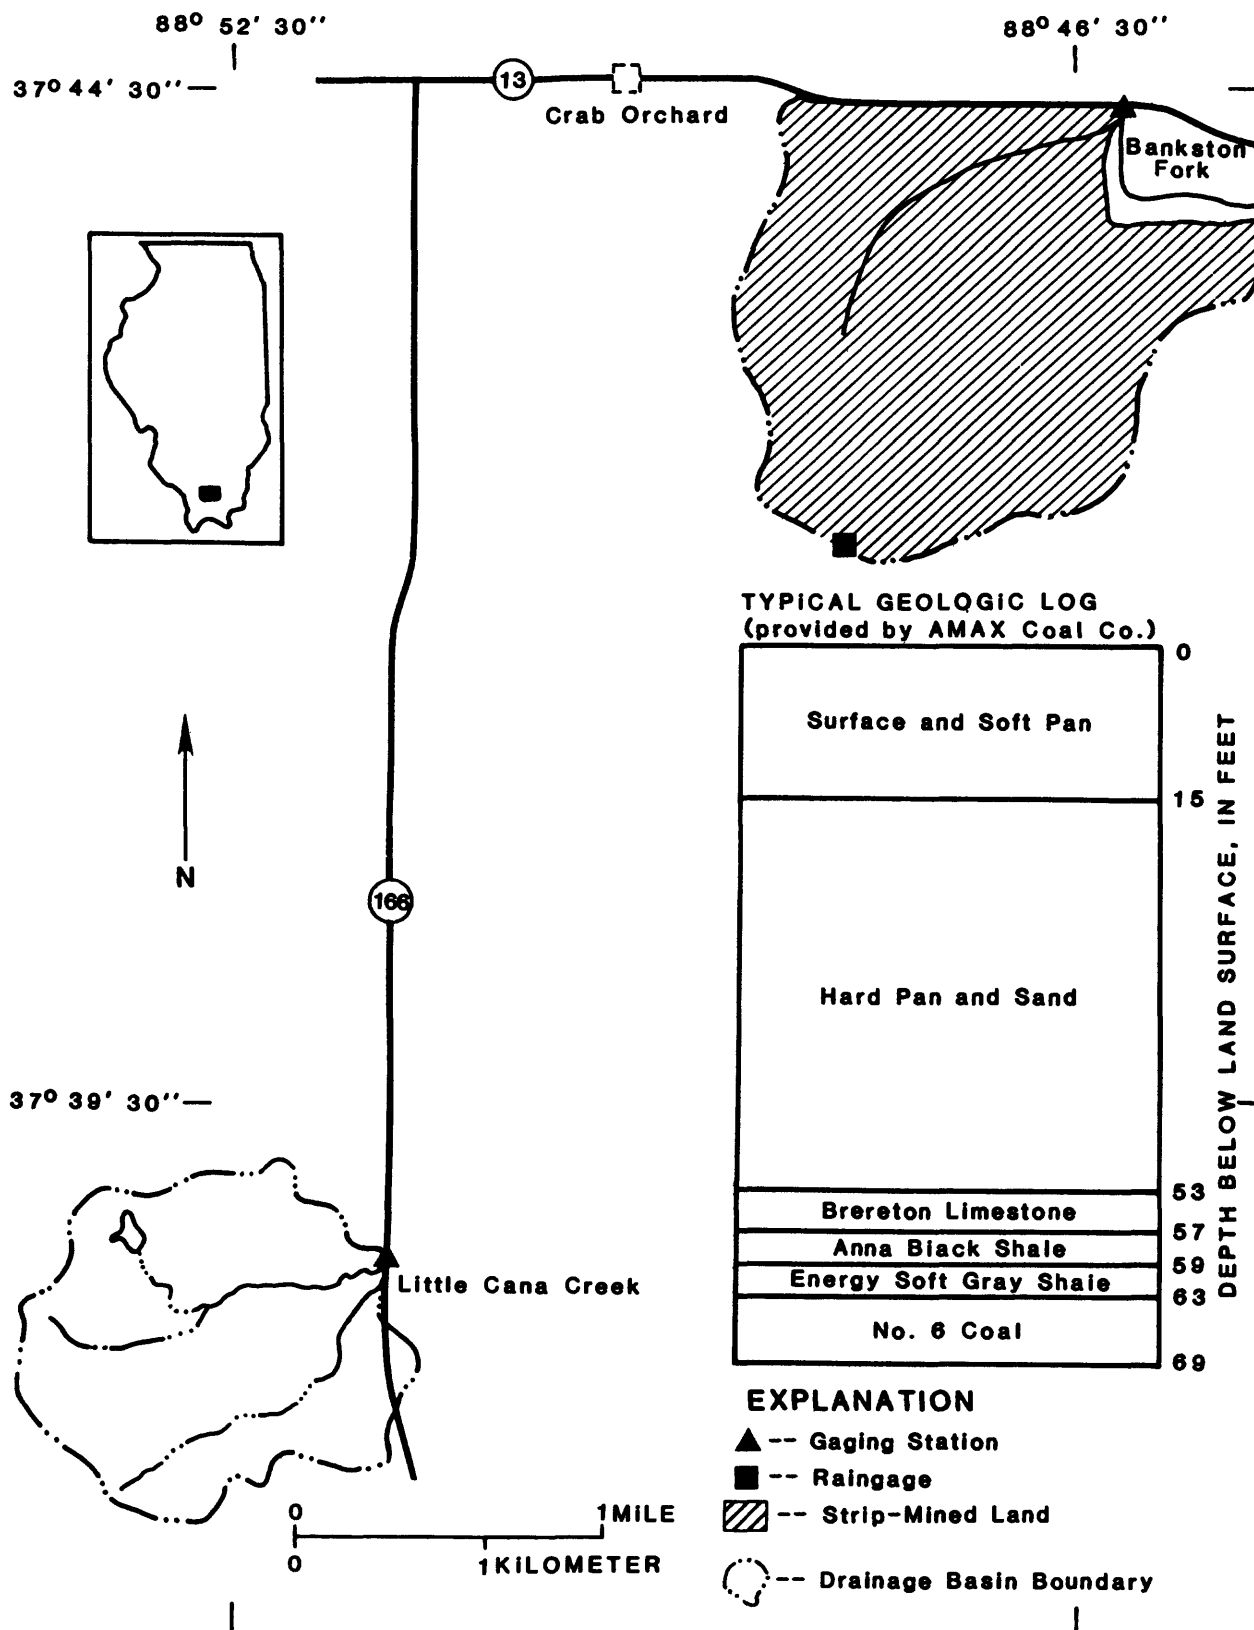 88° 52' 30"
88° 46' 30"
37° 44' 30"
13
Crab Orchard
Bankston
Fork
TYPICAL GEOLOGIC LOG
(provided by AMAX Coal Co.)
0
Surface and Soft Pan
15
N
166
Hard Pan and Sand
DEPTH BELOW LAND SURFACE, IN FEET
37° 39' 30"
53
Brereton Limestone
57
Anna Black Shale
59
Energy Soft Gray Shale
63
No. 6 Coal
69
Little Cana Creek
EXPLANATION
-- Gaging Station
-- Raingage
-- Strip-Mined Land
-- Drainage Basin Boundary
0 1 MILE
0 1 KILOMETER